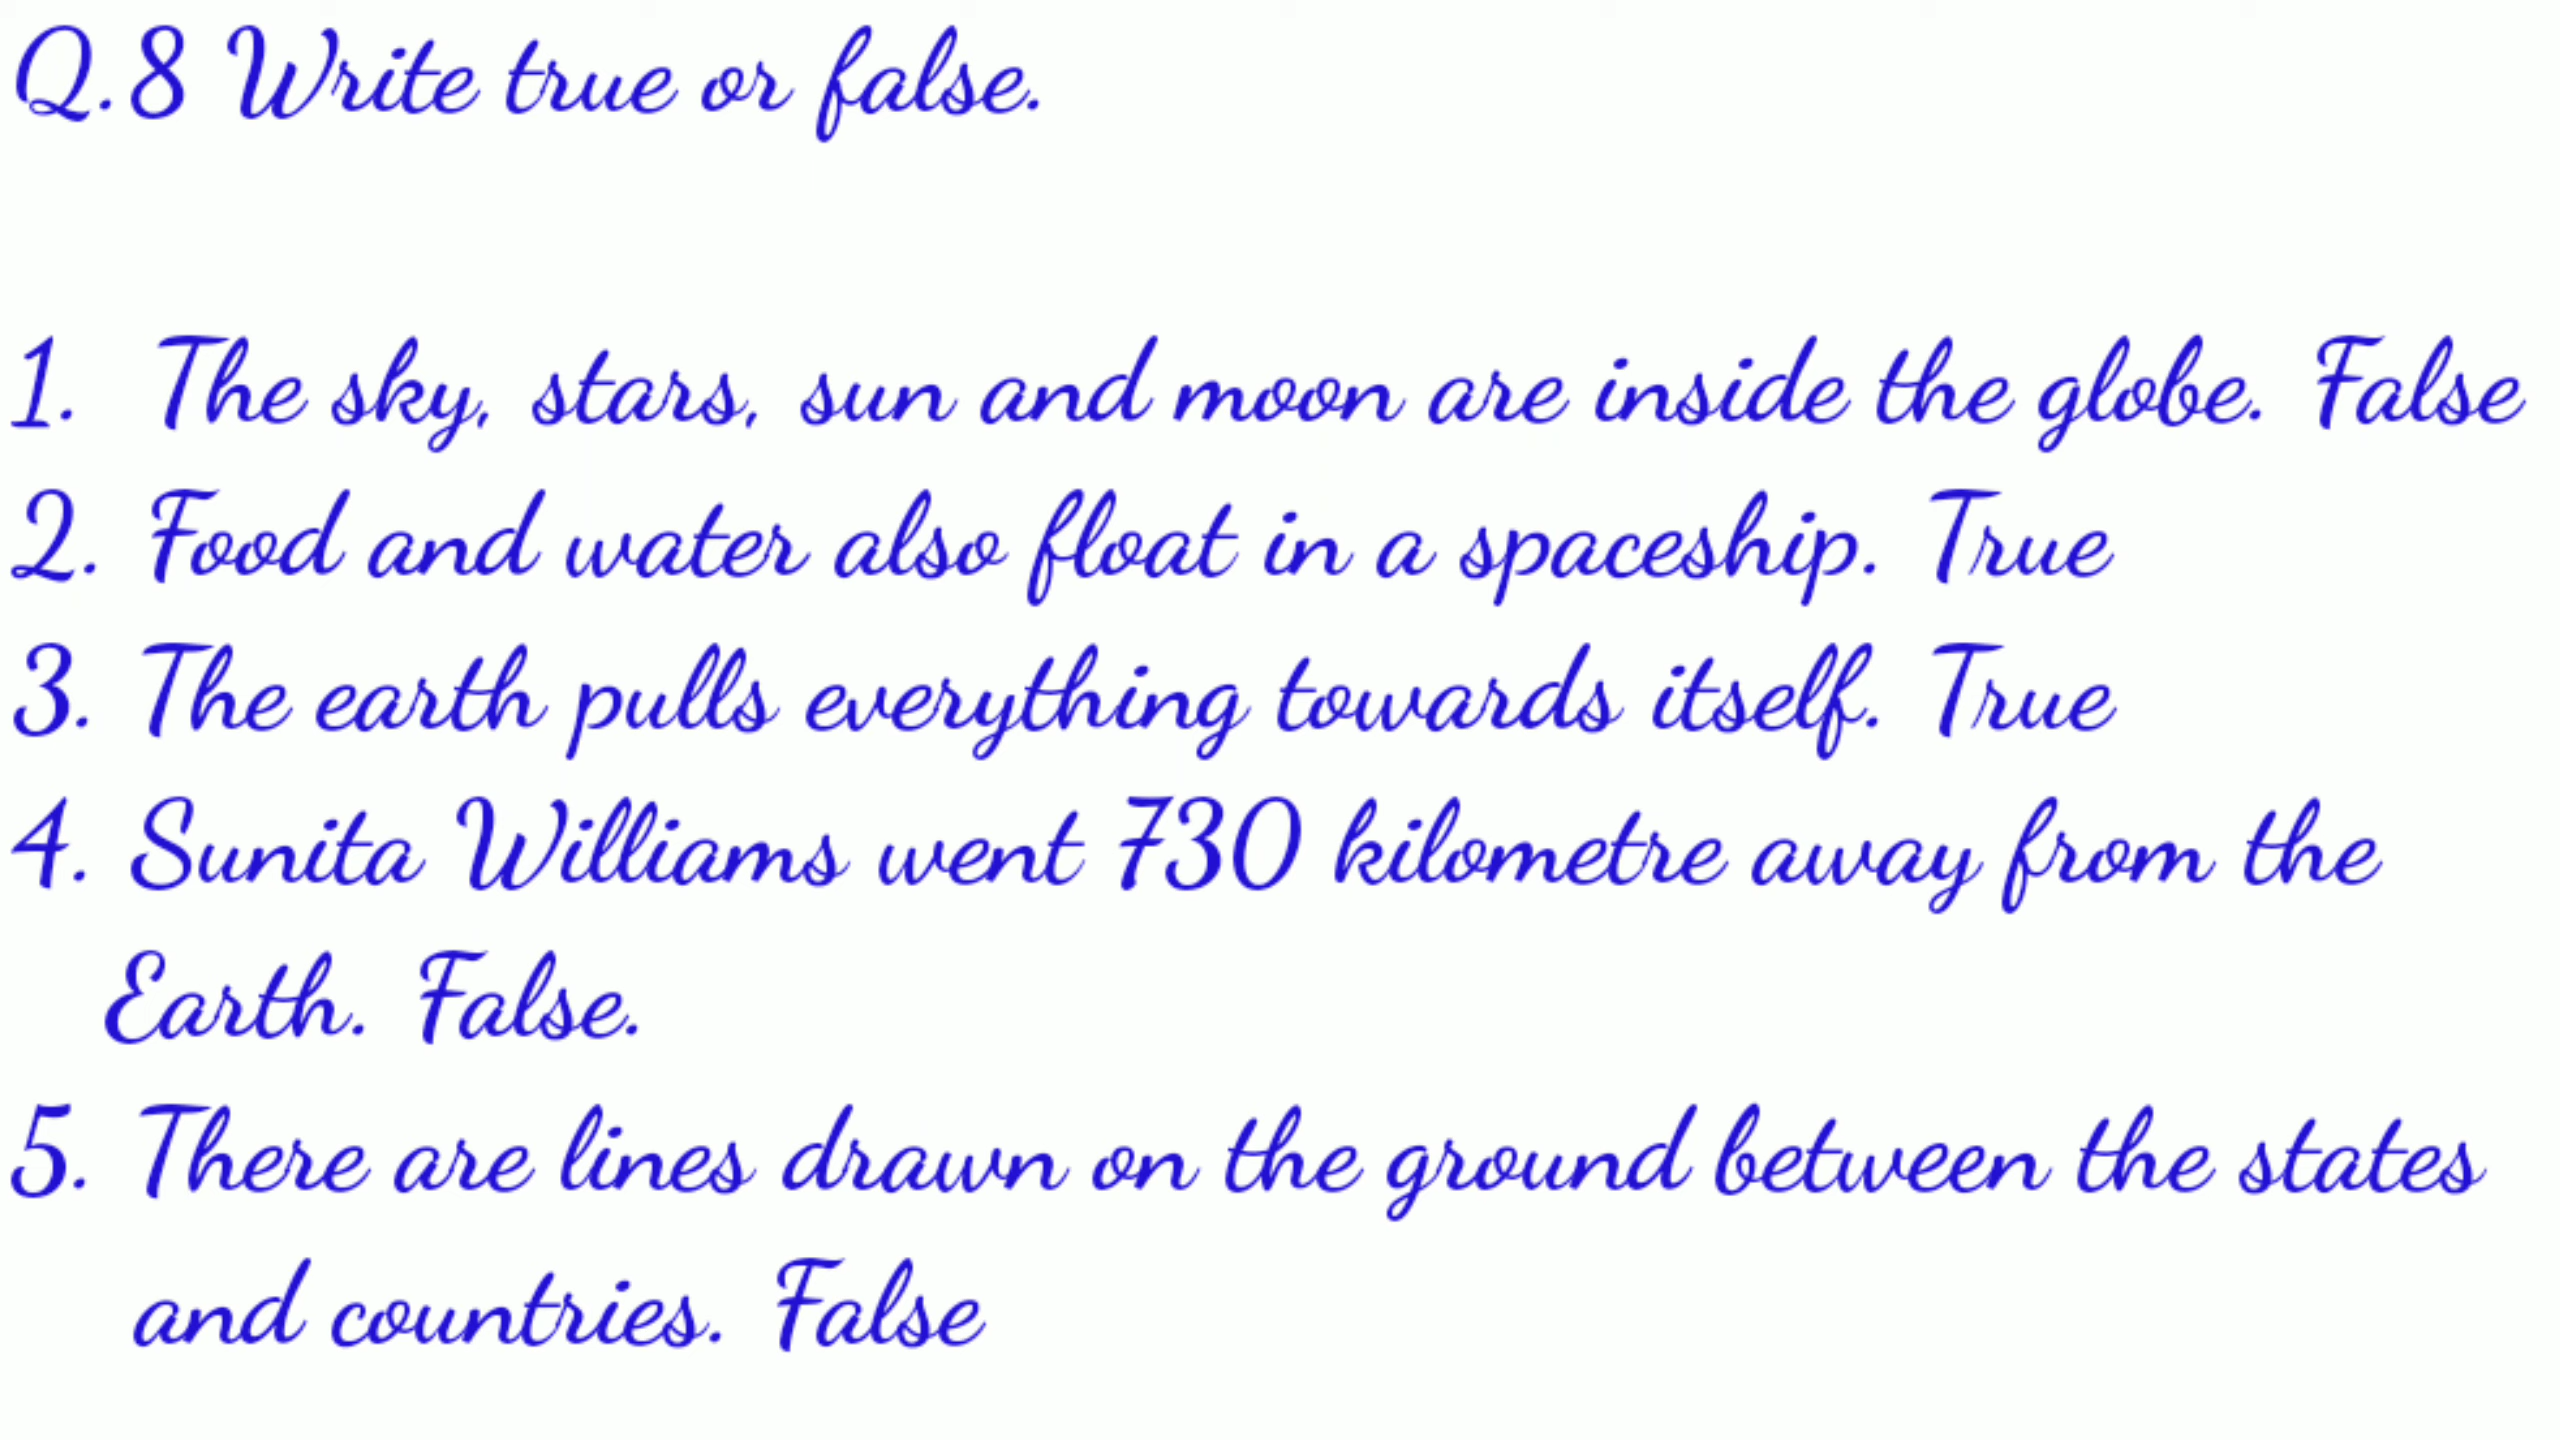 Q.8 Write true or false.
1. The sky, stars, sun and moon are inside the globe. False
2. Food and water also float in a spaceship. True
3. The earth pulls everything towards itself. True
4. Sunita Williams went 730 kilometre away from the
Earth. False.
5. There are lines drawn on the ground between the states
and countries. False